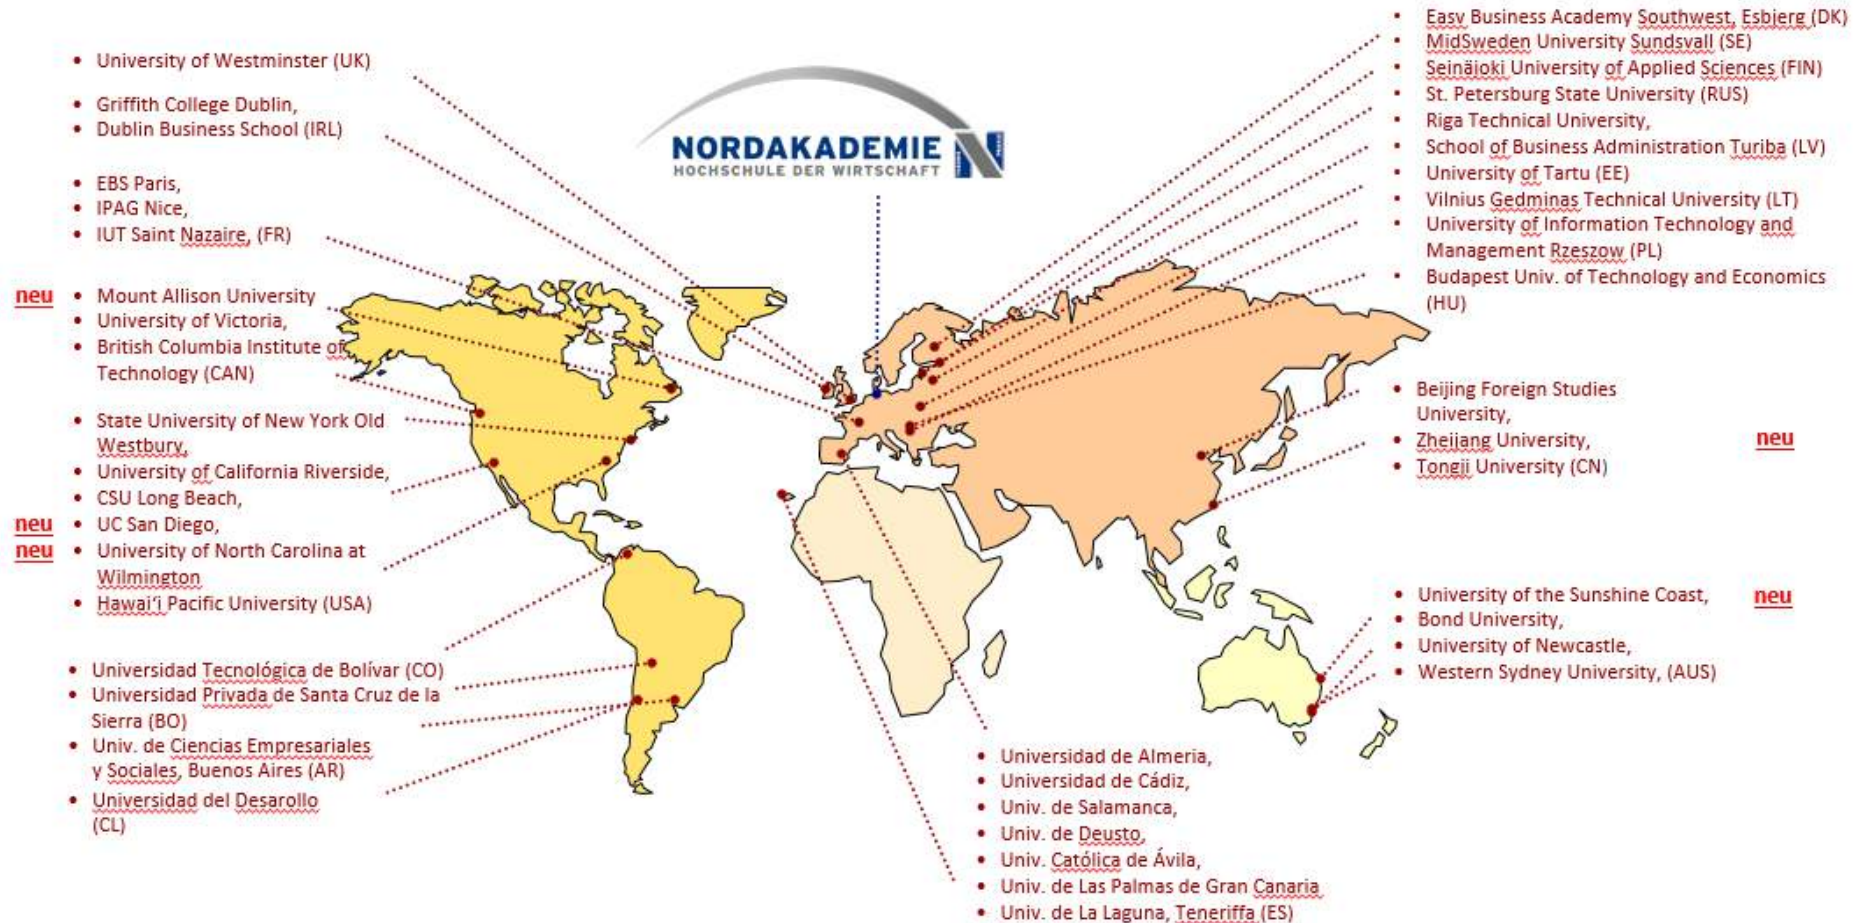 • University of Westminster (UK)
• Griffith College Dublin,
• Dublin Business School (IRL)
• EBS Paris,
• IPAG Nice,
• IUT Saint Nazaire, (FR)
neu • Mount Allison University
• University of Victoria,
• British Columbia Institute of
Technology (CAN)
• State University of New York Old
Westbury,
• University of California Riverside,
• CSU Long Beach,
neu • UC San Diego,
neu • University of North Carolina at
Wilmington
• Hawai‘i Pacific University (USA)
• Universidad Tecnológica de Bolívar (CO)
• Universidad Privada de Santa Cruz de la
Sierra (BO)
• Univ. de Ciencias Empresariales
y Sociales, Buenos Aires (AR)
• Universidad del Desarollo
(CL)
NORDAKADEMIE N
HOCHSCHULE DER WIRTSCHAFT
• Easv Business Academy Southwest, Esbjerg (DK)
• MidSweden University Sundsvall (SE)
• Seinäjoki University of Applied Sciences (FIN)
• St. Petersburg State University (RUS)
• Riga Technical University,
• School of Business Administration Turiba (LV)
• University of Tartu (EE)
• Vilnius Gedminas Technical University (LT)
• University of Information Technology and
Management Rzeszow (PL)
• Budapest Univ. of Technology and Economics
(HU)
• Beijing Foreign Studies
University,
• Zhejiang University, neu
• Tongji University (CN)
• University of the Sunshine Coast, neu
• Bond University,
• University of Newcastle,
• Western Sydney University, (AUS)
• Universidad de Almeria,
• Universidad de Cádiz,
• Univ. de Salamanca,
• Univ. de Deusto,
• Univ. Católica de Ávila,
• Univ. de Las Palmas de Gran Canaria
• Univ. de La Laguna, Teneriffa (ES)